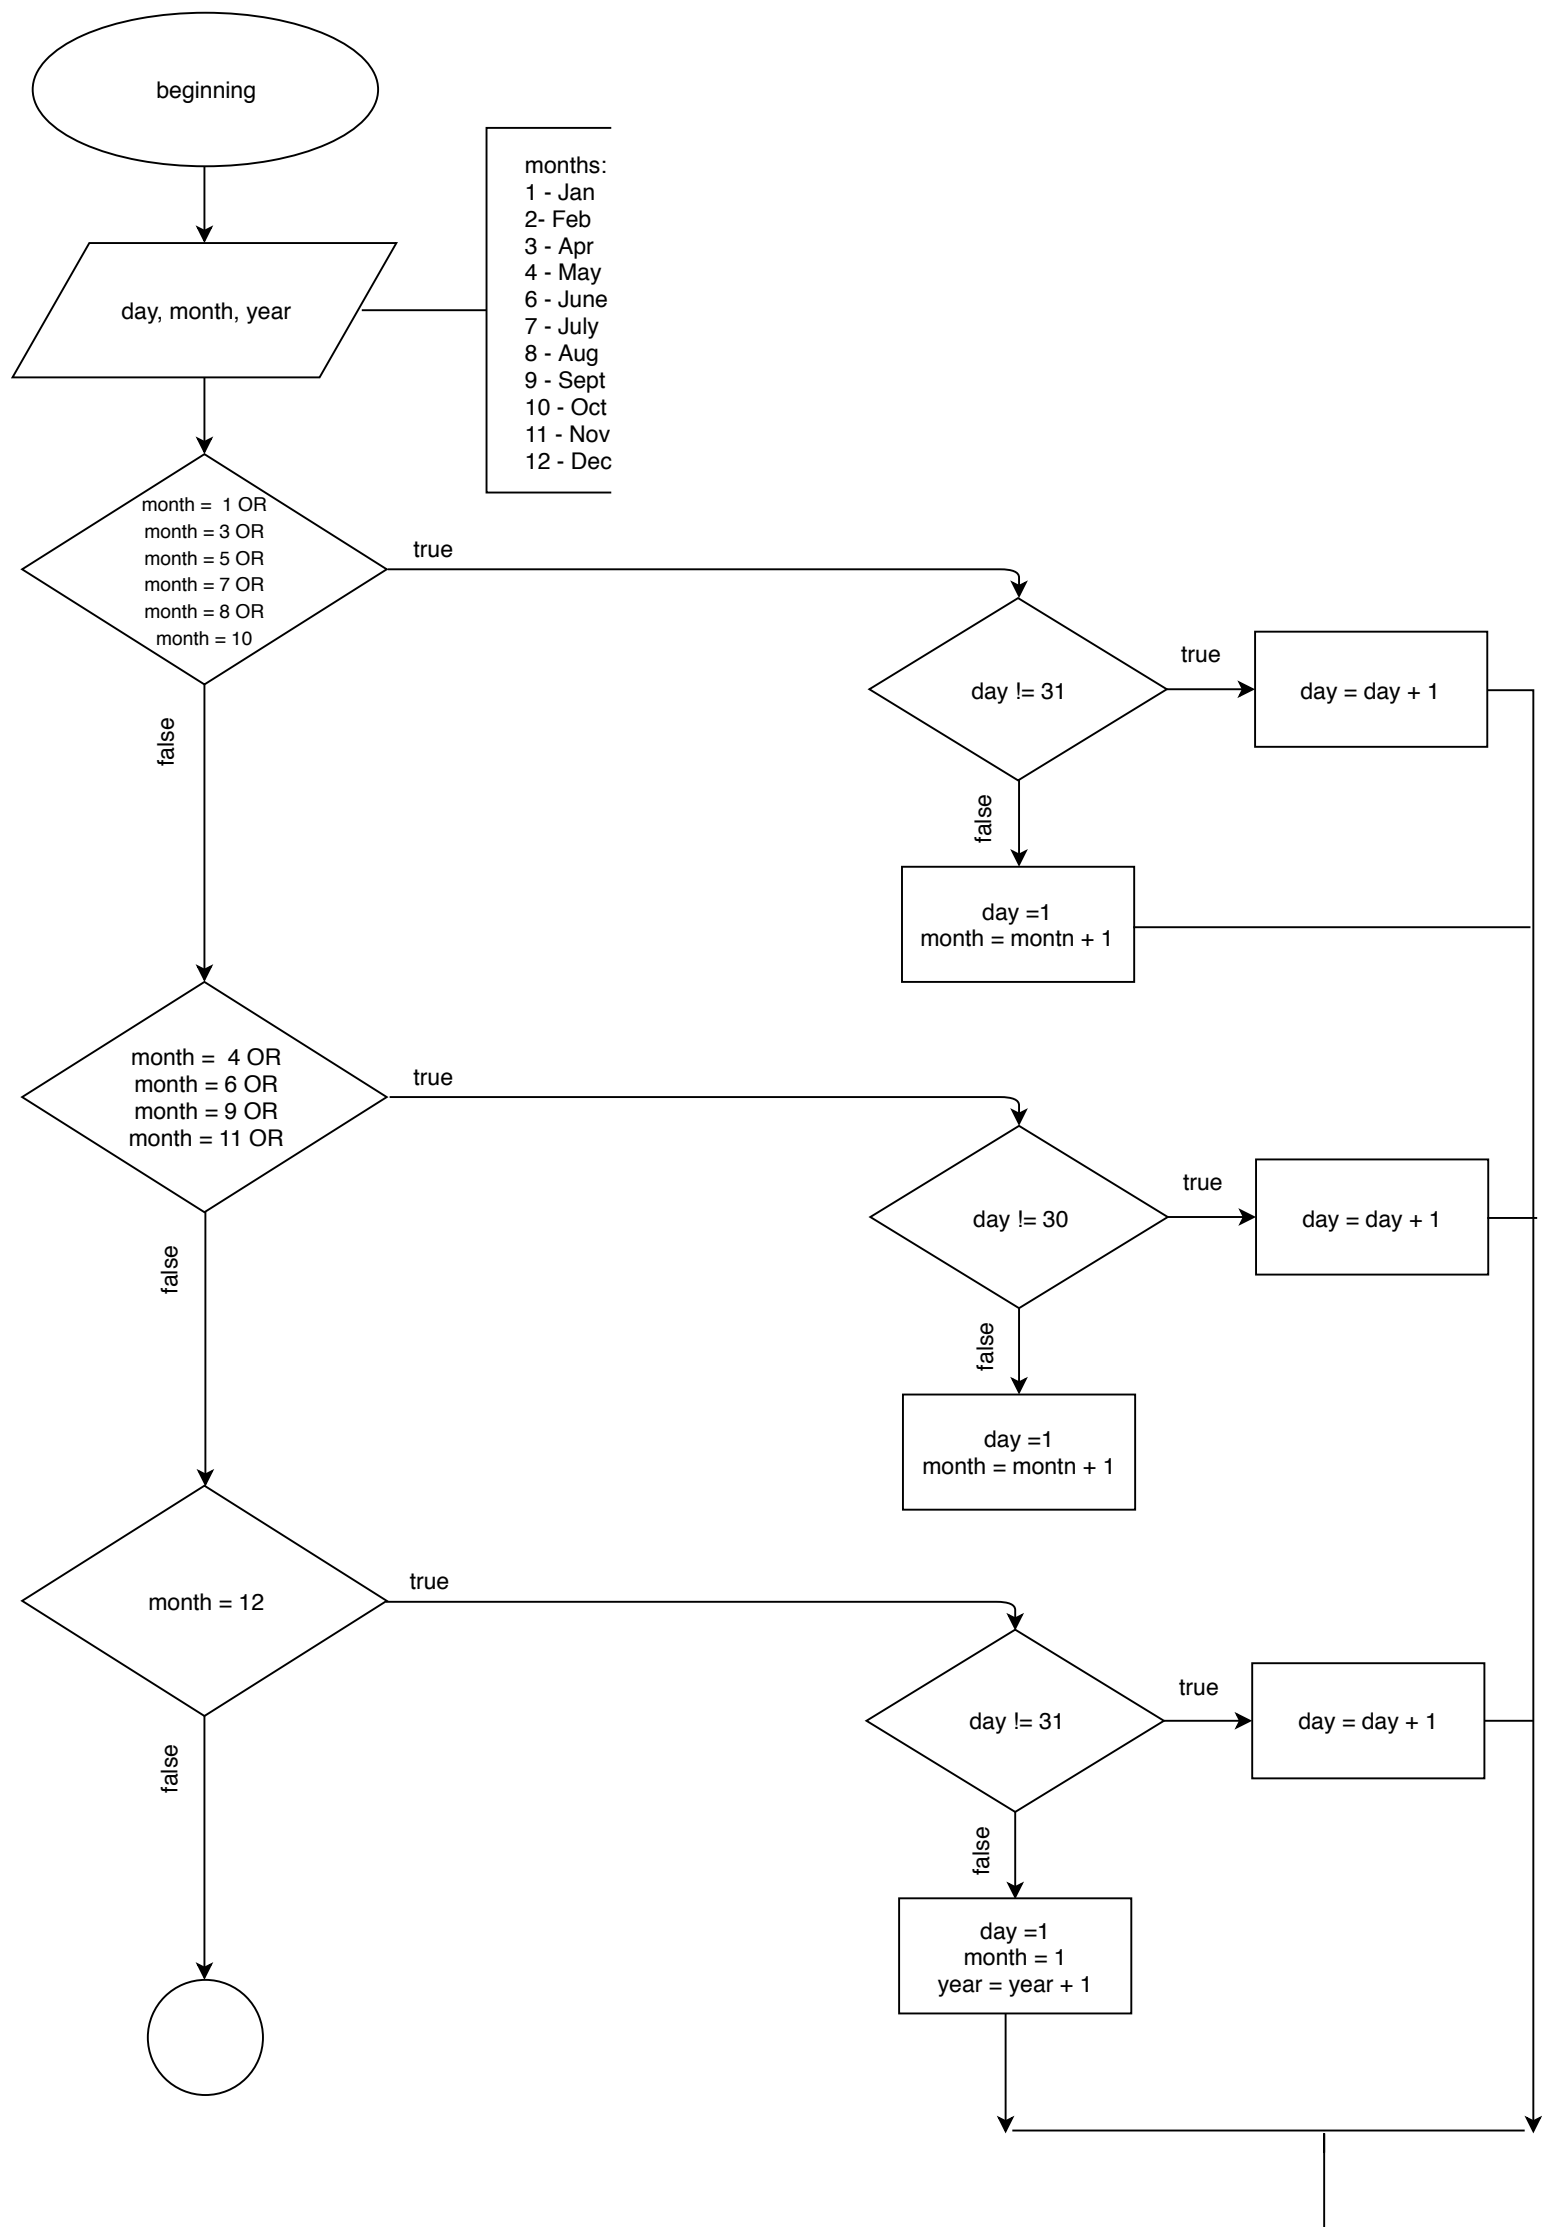 beginning
months:
1 - Jan
2- Feb
3 - Apr
4 - May
6 - June
7 - July
8 - Aug
9 - Sept
10 - Oct
11 - Nov
12 - Dec
day, month, year
month =  1 OR
month = 3 OR
month = 5 OR
month = 7 OR
month = 8 OR
month = 10
true
false
day != 31
true
day = day + 1
false
day =1
month = montn + 1
month =  4 OR
month = 6 OR
month = 9 OR
month = 11 OR
true
false
day != 30
true
day = day + 1
false
day =1
month = montn + 1
month = 12
true
false
day != 31
true
day = day + 1
false
day =1
month = 1
year = year + 1